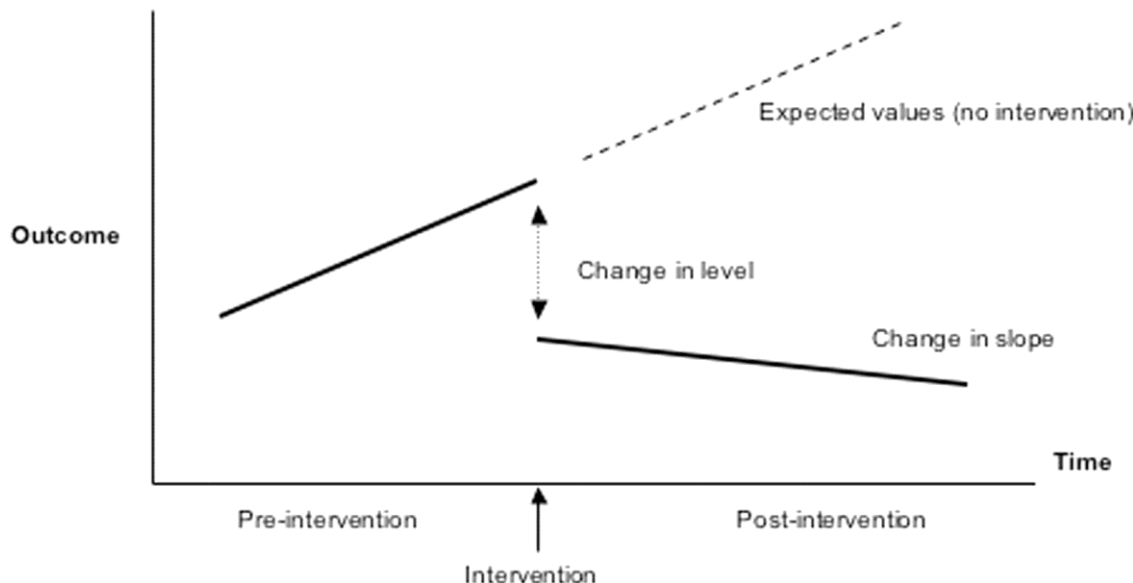 Expected values (no intervention)
Outcome
Change in level
Change in slope
Time
Pre-intervention
Post-intervention
Intervention